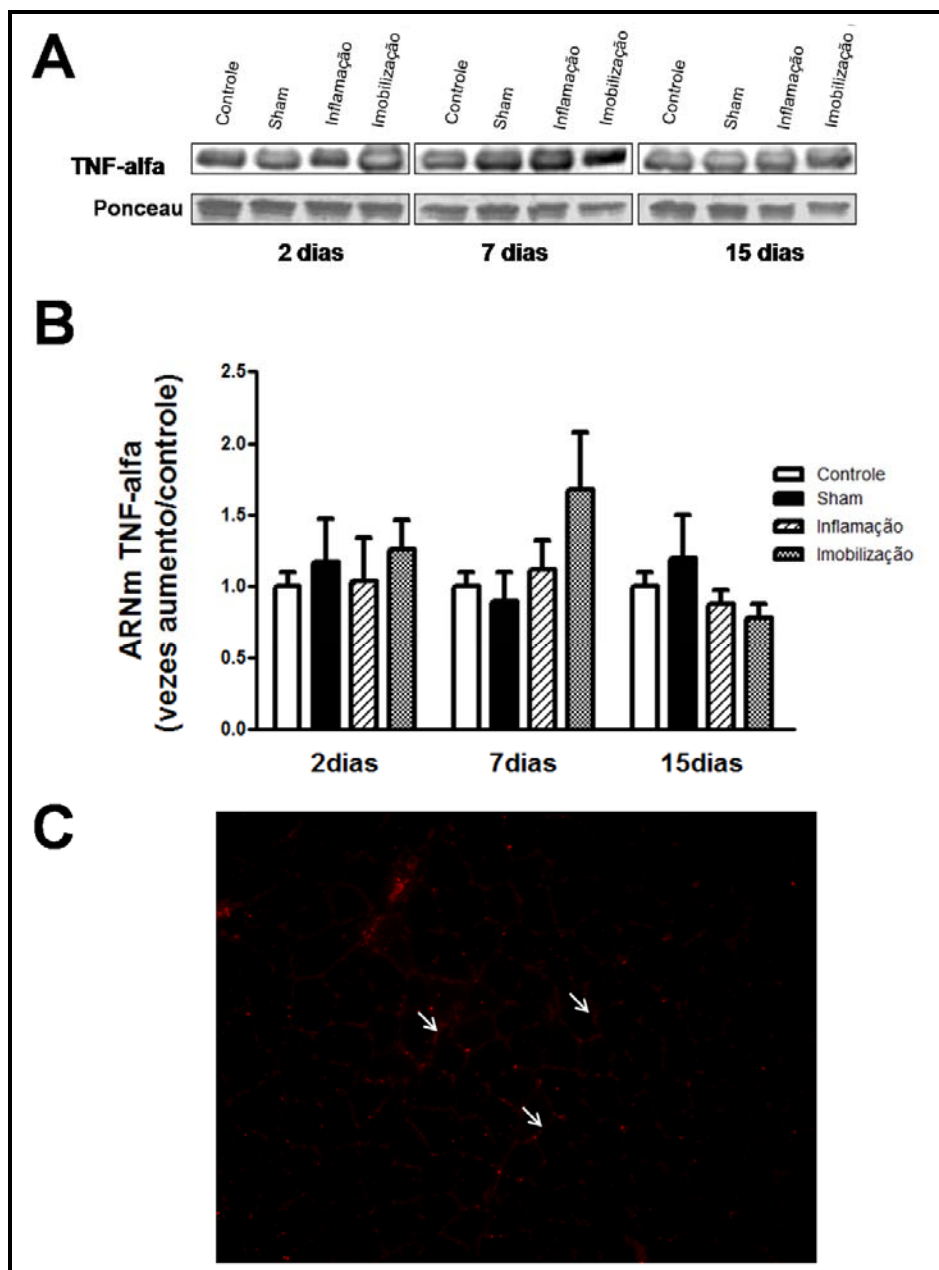 A
Controle Sham Inflamação Imobilização Controle Sham Inflamação Imobilização Controle Sham Inflamação Imobilização
TNF-alfa
Ponceau
2 dias 7 dias 15 dias
B
ARNm TNF-alfa
(vezes aumento/controle)
2.5
2.0
1.5
1.0
0.5
0.0
Controle
Sham
Inflamação
Imobilização
2dias 7dias 15dias
C